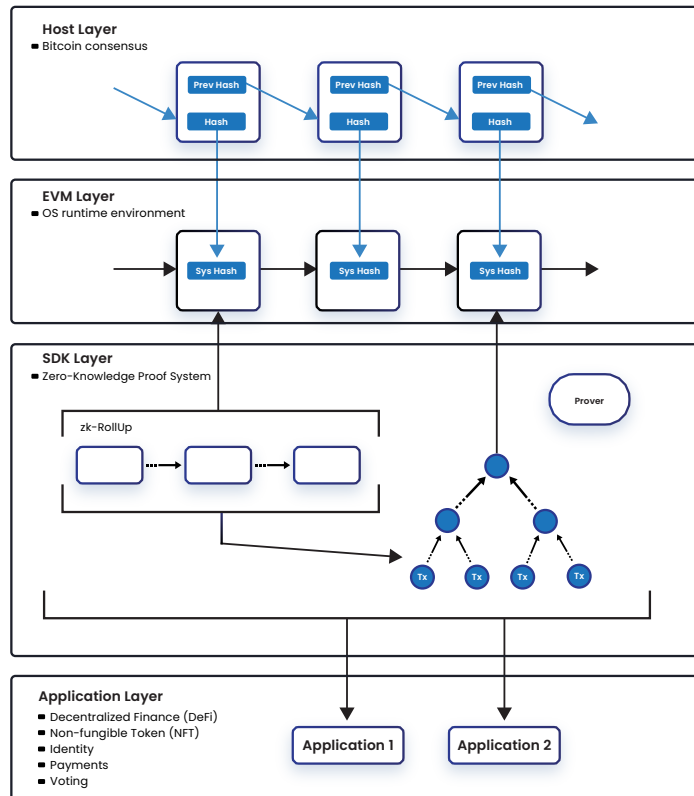 Host Layer
Bitcoin consensus
Prev Hash
Prev Hash
Prev Hash
Hash
Hash
Hash
EVM Layer
OS runtime environment
Sys Hash
Sys Hash
Sys Hash
SDK Layer
Zero-Knowledge Proof System
Prover
zk-RollUp
Tx
Tx
Tx
Tx
Application Layer
Decentralized Finance (DeFi)
Non-fungible Token (NFT)
Identity
Payments
Voting
Application 1
Application 2